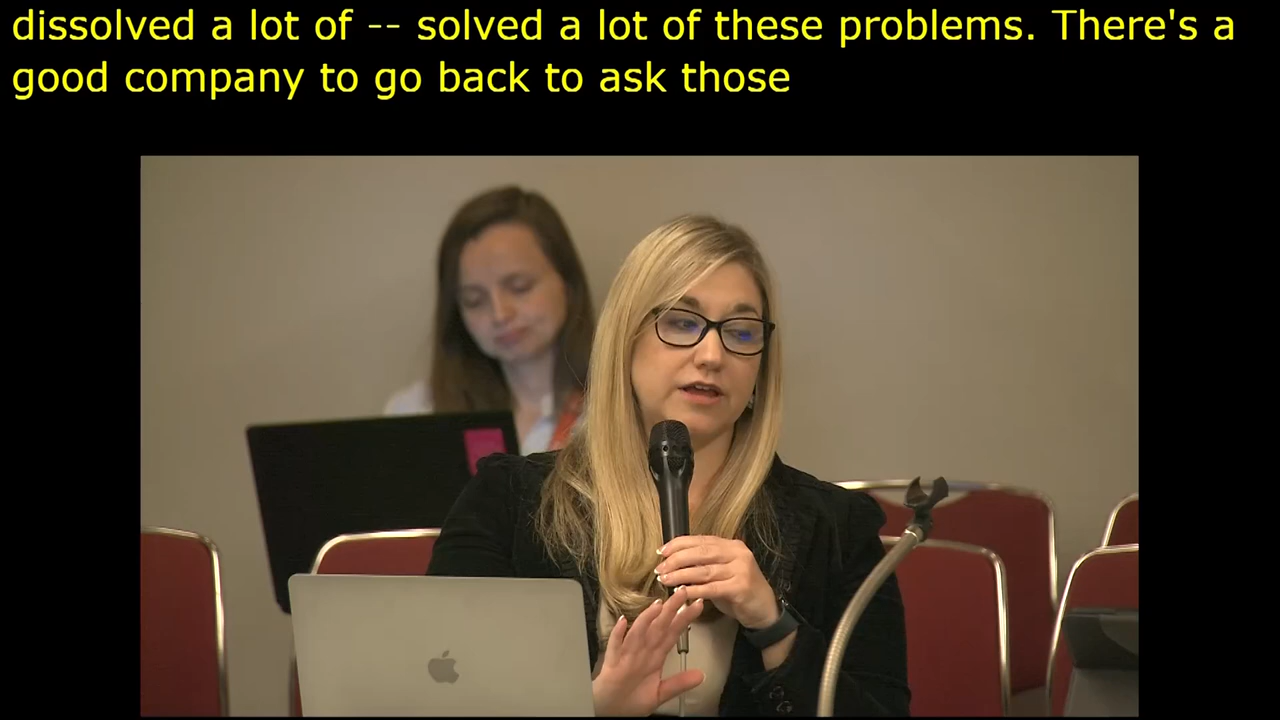 dissolved a lot of -- solved a lot of these problems. There's a
good company to go back to ask those